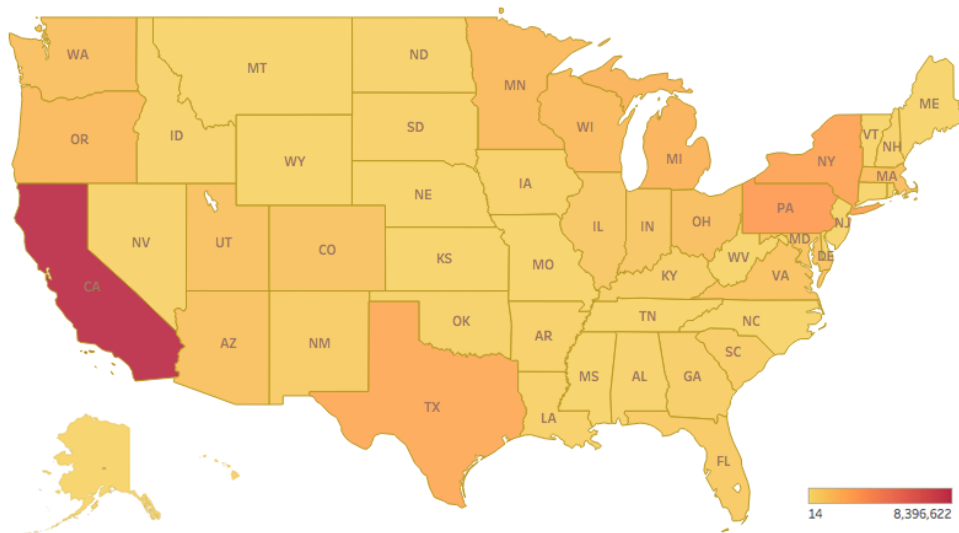 WA
MT
ND
MN
OR
ID
WY
SD
WI
MI
NY
VT
NH
ME
MA
NV
UT
CO
NE
IA
IL
IN
OH
PA
NJ
CA
KS
MO
KY
WV
MD
DE
VA
AZ
NM
OK
AR
TN
NC
SC
TX
LA
MS
AL
GA
FL
14 8,396,622